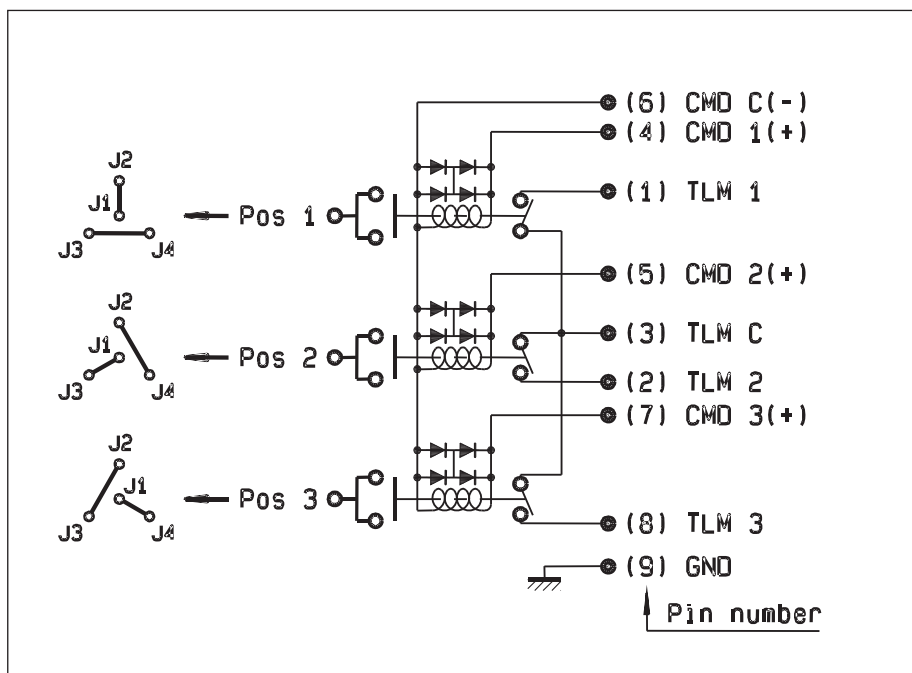 (6) CMD C(-)
(4) CMD 1(+)
J2
J1
J3 J4
Pos 1
(1) TLM 1
(5) CMD 2(+)
J2
J1
J3 J4
Pos 2
(3) TLM C
(2) TLM 2
(7) CMD 3(+)
J2
J1
J3 J4
Pos 3
(8) TLM 3
(9) GND
Pin number